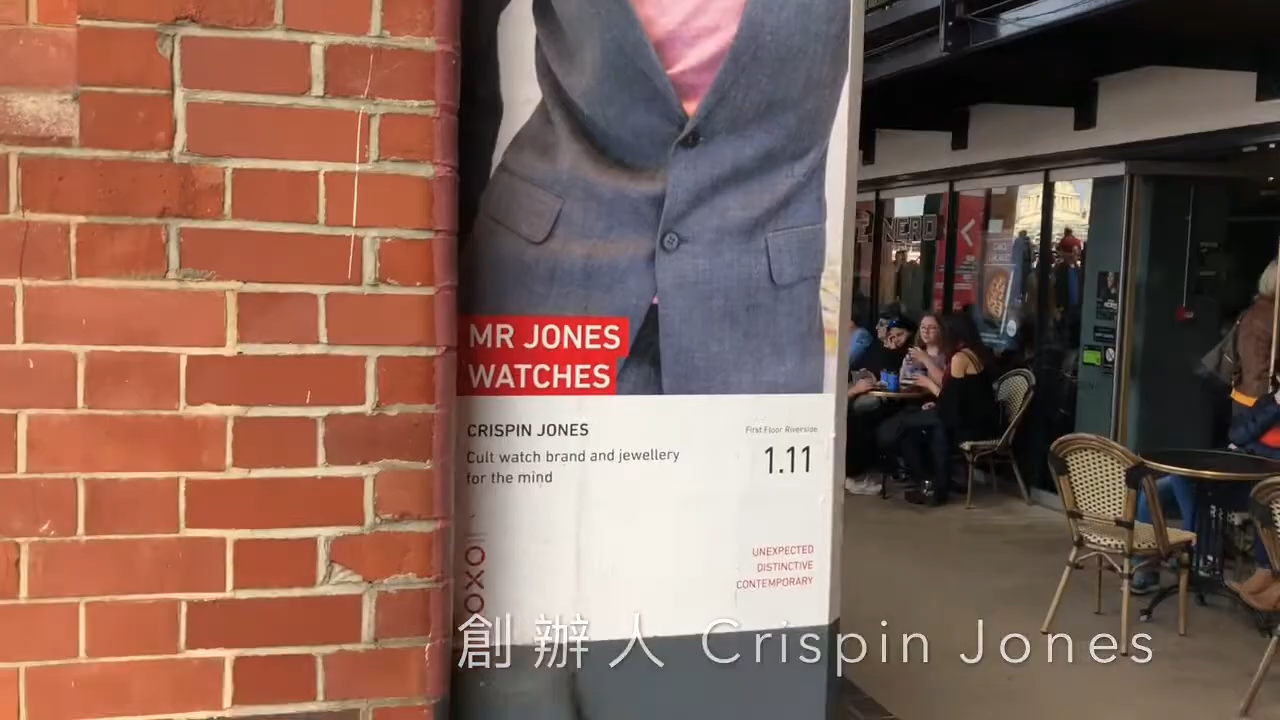 MR JONES
WATCHES
CRISPIN JONES
First Floor Riverside
Cult watch brand and jewellery
for the mind
1.11
UNEXPECTED
DISTINCTIVE
CONTEMPORARY
OXO
NERO
創辦人 Crispin Jones